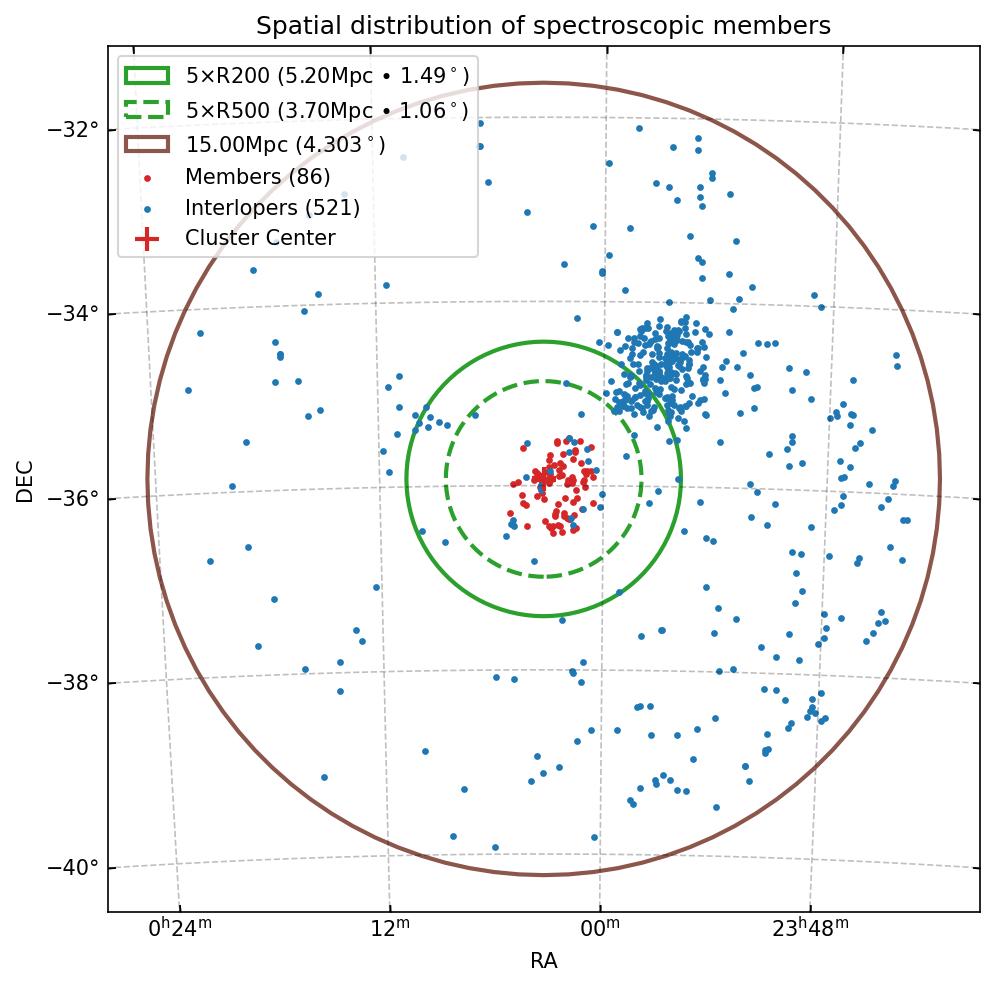 Spatial distribution of spectroscopic members
5×R200 (5.20Mpc • 1.49°)
5×R500 (3.70Mpc • 1.06°)
15.00Mpc (4.303°)
Members (86)
Interlopers (521)
Cluster Center
DEC
−32°
−34°
−36°
−38°
−40°
0ʰ24ᵐ 12ᵐ 00ᵐ 23ʰ48ᵐ
RA